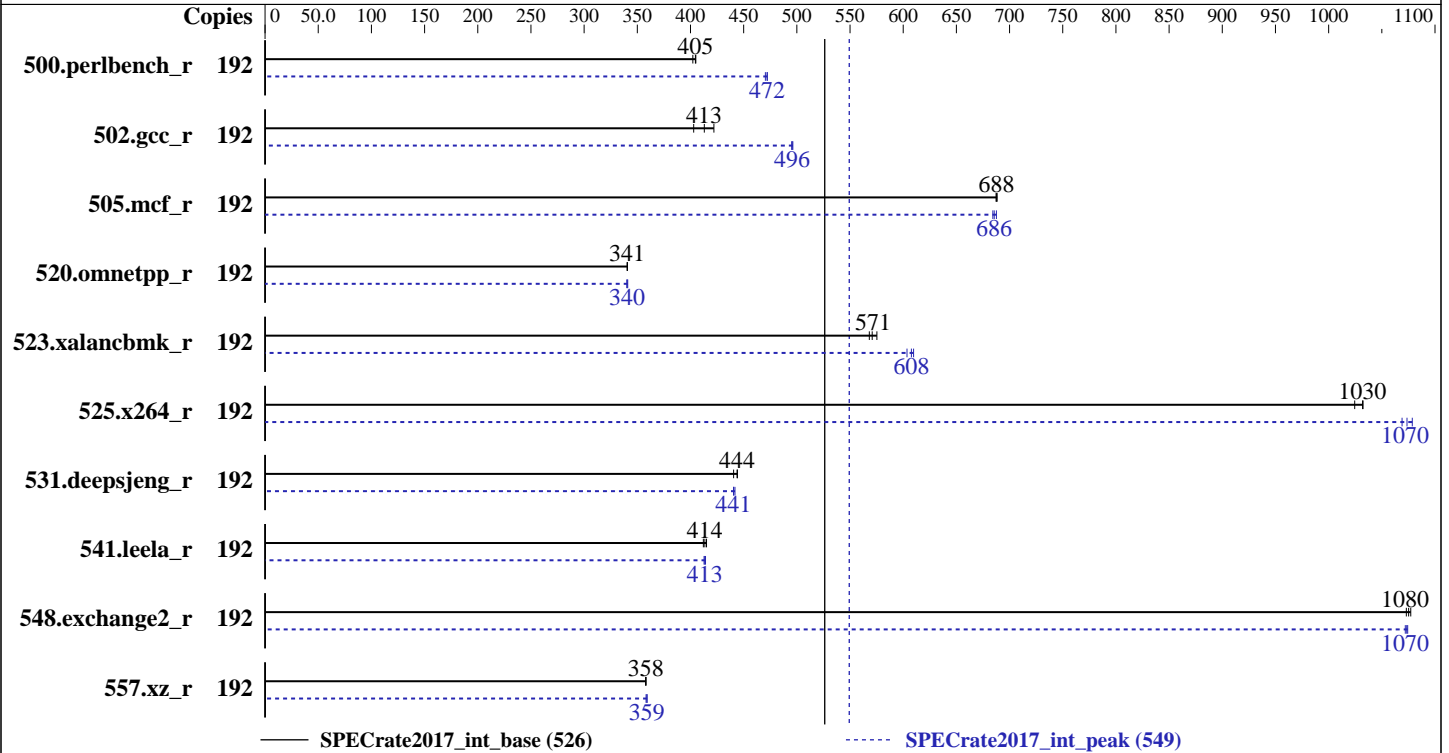 Copies 0 50.0 100 150 200 250 300 350 400 450 500 550 600 650 700 750 800 850 900 950 1000 1100
405
500.perlbench_r 192
472
413
502.gcc_r 192
496
688
505.mcf_r 192
686
341
520.omnetpp_r 192
340
571
523.xalancbmk_r 192
608
1030
525.x264_r 192
1070
444
531.deepsjeng_r 192
441
414
541.leela_r 192
413
1080
548.exchange2_r 192
1070
358
557.xz_r 192
359
SPECrate2017_int_base (526) SPECrate2017_int_peak (549)